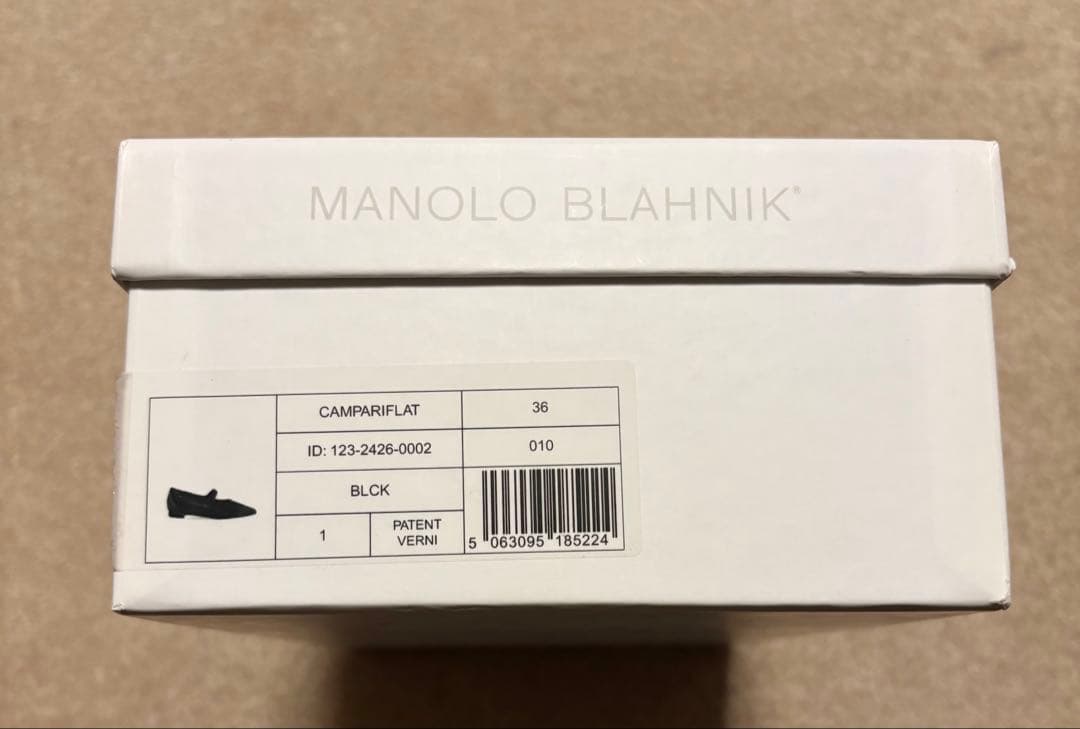 MANOLO BLAHNIK®
CAMPARIFLAT 36
ID: 123-2426-0002 010
BLCK
1 PATENT
VERNI
5 063095 185224